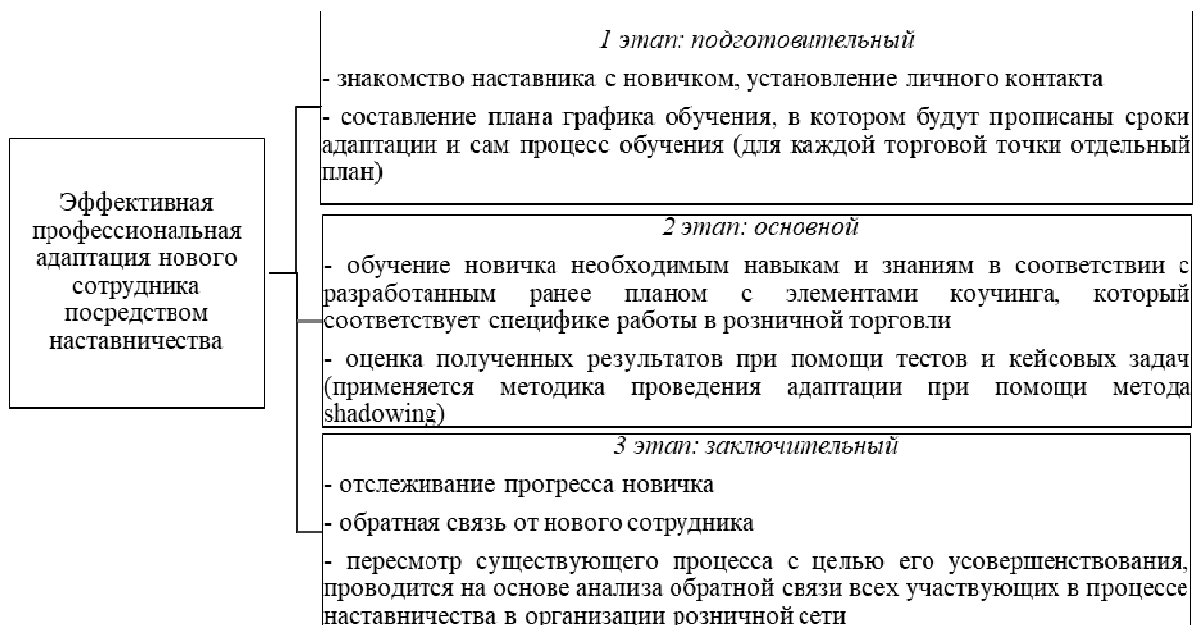 Эффективная
профессиональная
адаптация нового
сотрудника
посредством
наставничества
1 этап: подготовительный
- знакомство наставника с новичком, установление личного контакта
- составление плана графика обучения, в котором будут прописаны сроки
адаптации и сам процесс обучения (для каждой торговой точки отдельный
план)
2 этап: основной
- обучение новичка необходимым навыкам и знаниям в соответствии с
разработанным ранее планом с элементами коучинга, который
соответствует специфике работы в розничной торговли
- оценка полученных результатов при помощи тестов и кейсовых задач
(применяется методика проведения адаптации при помощи метода
shadowing)
3 этап: заключительный
- отслеживание прогресса новичка
- обратная связь от нового сотрудника
- пересмотр существующего процесса с целью его усовершенствования,
проводится на основе анализа обратной связи всех участвующих в процессе
наставничества в организации розничной сети